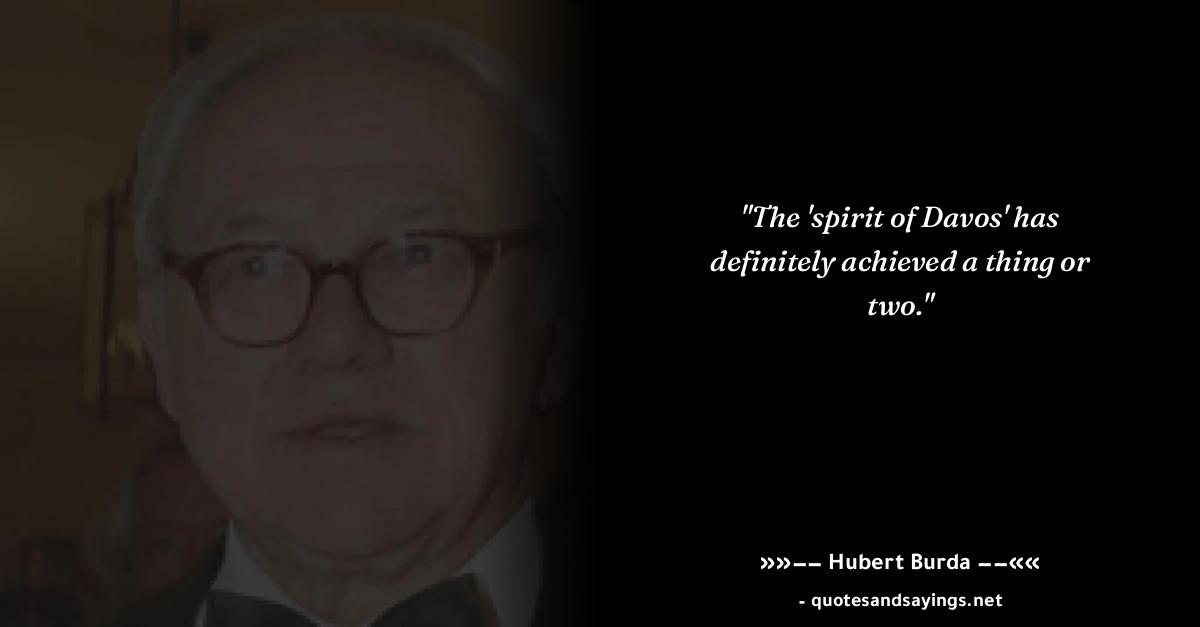 "The 'spirit of Davos' has
definitely achieved a thing or
two."
»»–– Hubert Burda ––««
- quotesandsayings.net